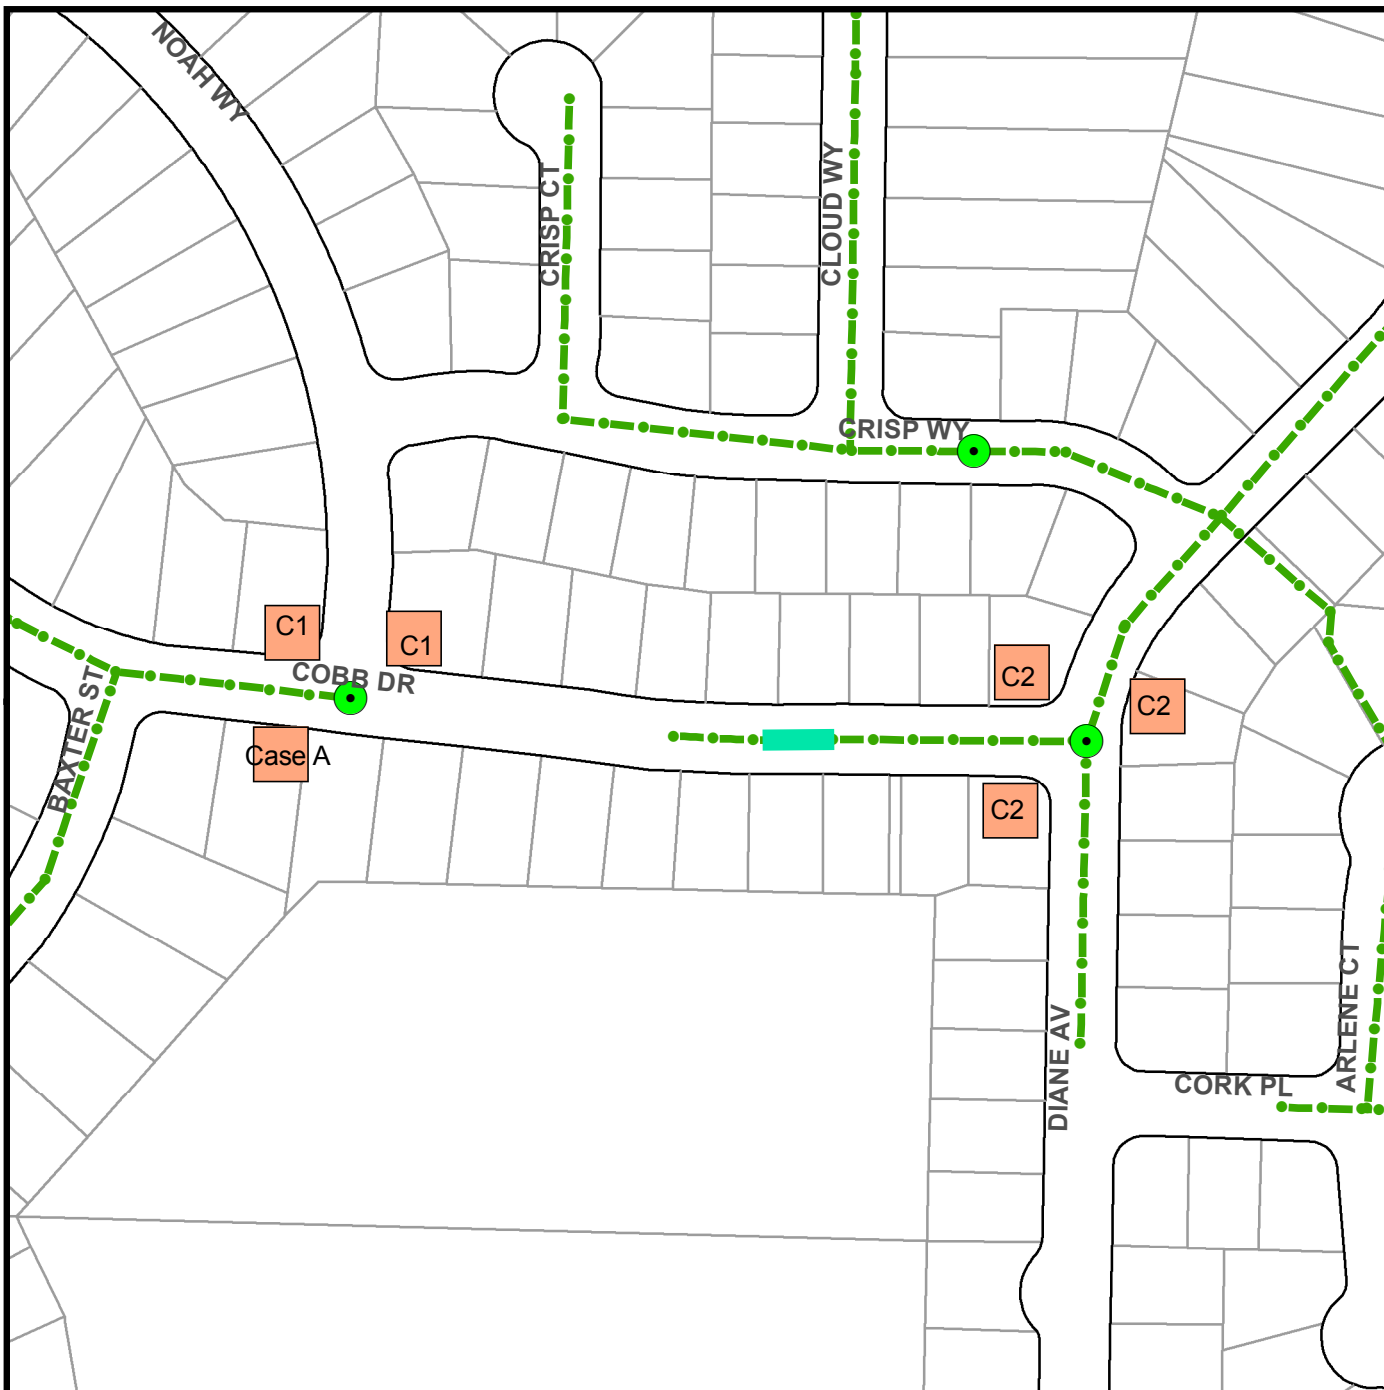 NOAH WY
CRISP CT
CLOUD WY
CRISP WY
C1
C1
COBB DR
C2
C2
BAXTER ST
Case A
C2
ARLENE CT
DIANE AV
CORK PL